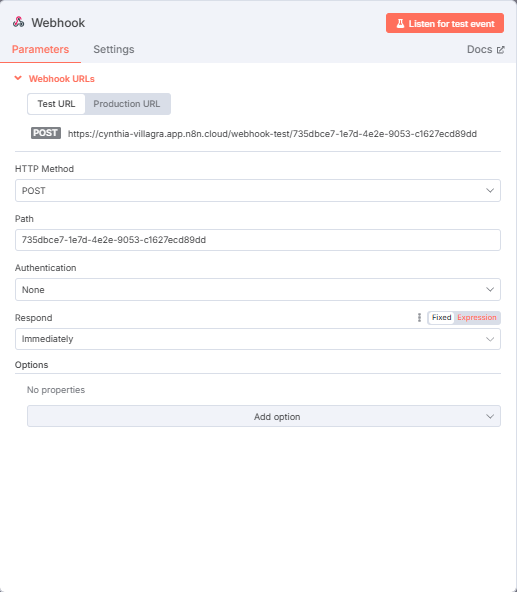 Webhook
Listen for test event
Parameters Settings Docs
Webhook URLs
Test URL Production URL
POST https://cynthia-villagra.app.n8n.cloud/webhook-test/735dbce7-1e7d-4e2e-9053-c1627ecd89dd
HTTP Method
POST
Path
735dbce7-1e7d-4e2e-9053-c1627ecd89dd
Authentication
None
Respond Fixed Expression
Immediately
Options
No properties
Add option